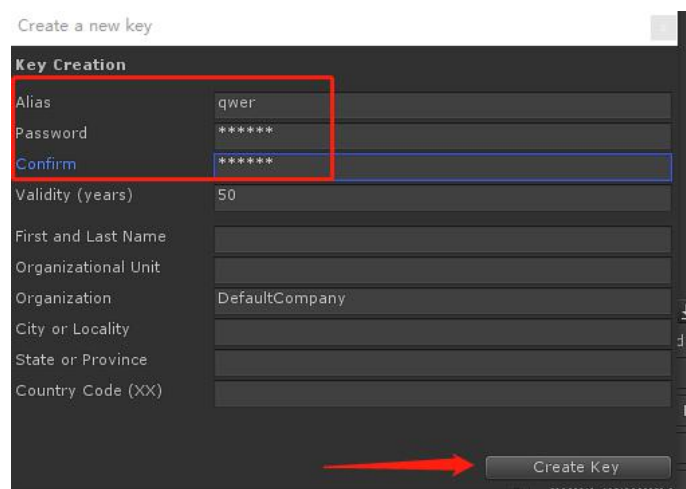 Create a new key
Key Creation
Alias qwer
Password ******
Confirm ******
Validity (years) 50
First and Last Name
Organizational Unit
Organization DefaultCompany
City or Locality
State or Province
Country Code (XX)
Create Key